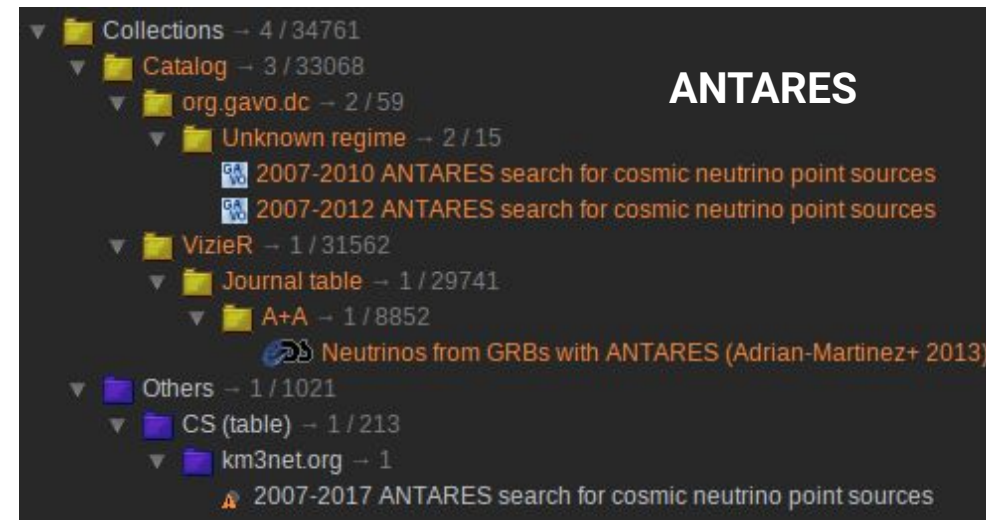 Collections → 4 / 34761
Catalog → 3 / 33068
ANTARES
org.gavo.dc → 2 / 59
Unknown regime → 2 / 15
GAVO 2007-2010 ANTARES search for cosmic neutrino point sources
GAVO 2007-2012 ANTARES search for cosmic neutrino point sources
VizieR → 1 / 31562
Journal table → 1 / 29741
A+A → 1 / 8852
Neutrinos from GRBs with ANTARES (Adrian-Martinez+ 2013)
Others → 1 / 1021
CS (table) → 1 / 213
km3net.org → 1
2007-2017 ANTARES search for cosmic neutrino point sources